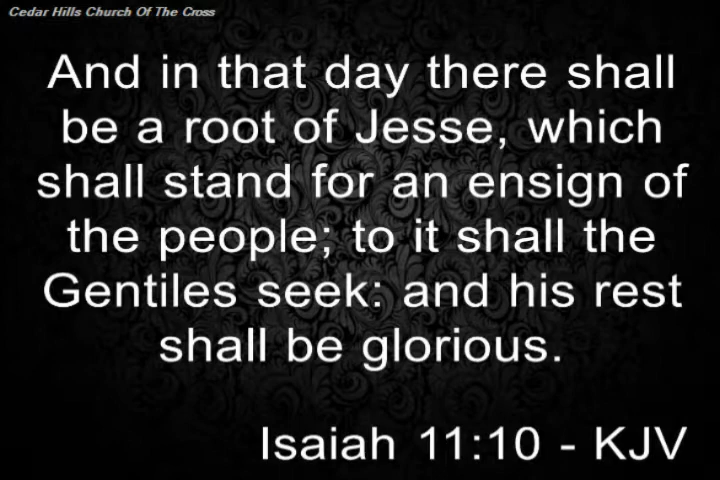 Cedar Hills Church Of The Cross
And in that day there shall
be a root of Jesse, which
shall stand for an ensign of
the people; to it shall the
Gentiles seek: and his rest
shall be glorious.
Isaiah 11:10 - KJV